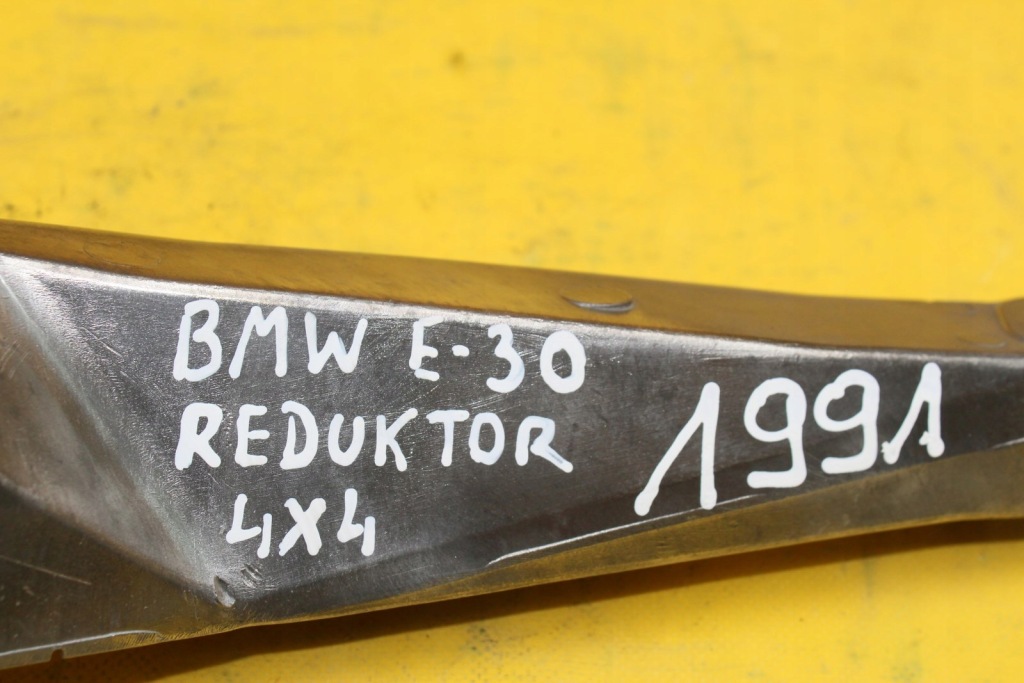 BMW E-30
REDUKTOR
4X4
1991